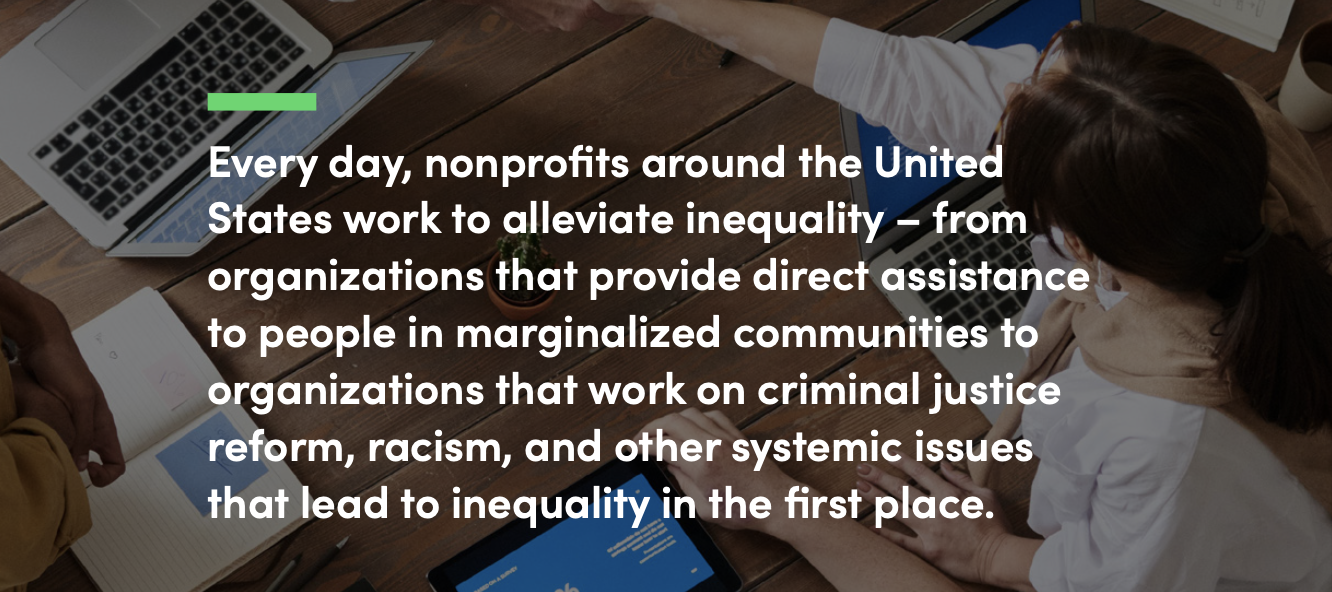 Every day, nonprofits around the United
States work to alleviate inequality – from
organizations that provide direct assistance
to people in marginalized communities to
organizations that work on criminal justice
reform, racism, and other systemic issues
that lead to inequality in the first place.